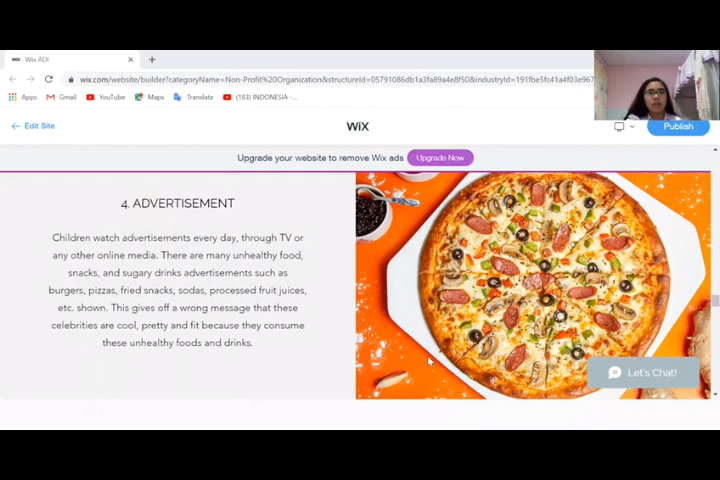 WiX Wix ADI
wix.com/website/builder?categoryName=Non-Profit%20Organization&structureId=05791086db1a3fa89a4e8f50&industryId=191fbe5fc41a4f03e967
Apps Gmail YouTube Maps Translate (183) INDONESIA -...
Edit Site
WiX
Publish
Upgrade your website to remove Wix ads Upgrade Now
4. ADVERTISEMENT
Children watch advertisements every day, through TV or
any other online media. There are many unhealthy food,
snacks, and sugary drinks advertisements such as
burgers, pizzas, fried snacks, sodas, processed fruit juices,
etc. shown. This gives off a wrong message that these
celebrities are cool, pretty and fit because they consume
these unhealthy foods and drinks.
Let's Chat!